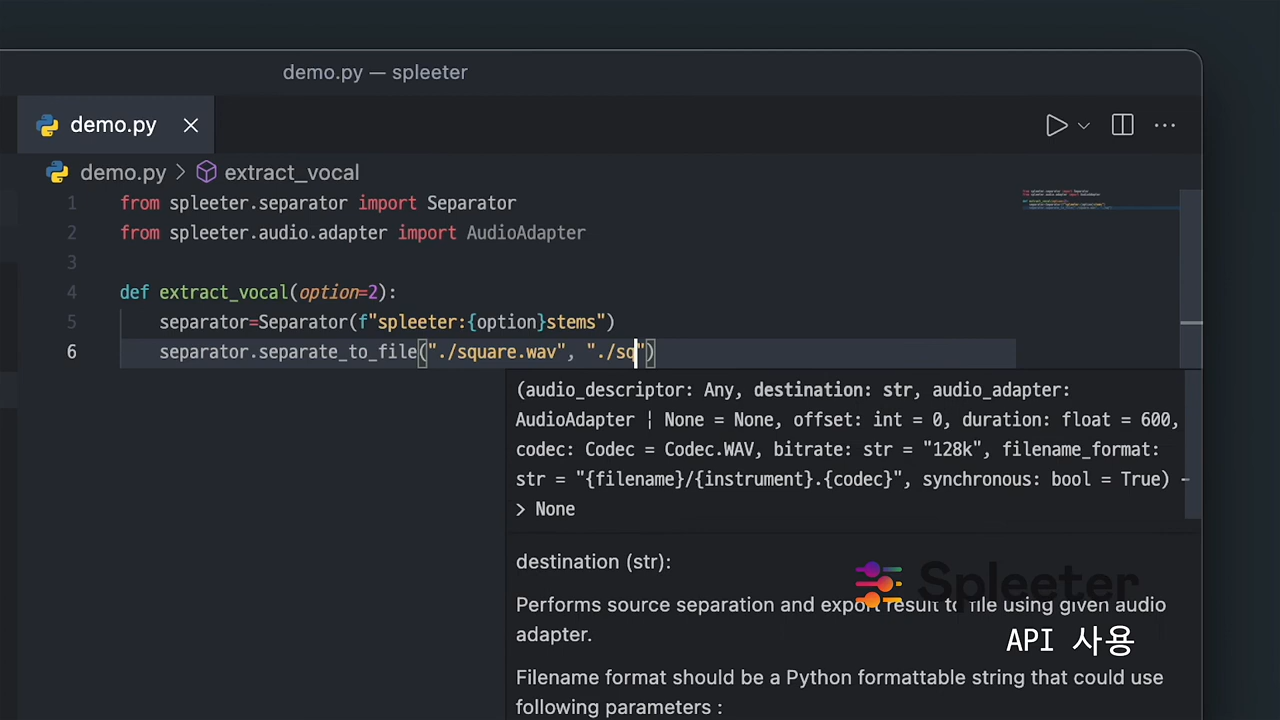 demo.py — spleeter
demo.py
demo.py > extract_vocal
1 from spleeter.separator import Separator
2 from spleeter.audio.adapter import AudioAdapter
3
4 def extract_vocal(option=2):
5 separator=Separator(f"spleeter:{option}stems")
6 separator.separate_to_file("./square.wav", "./sq")
(audio_descriptor: Any, destination: str, audio_adapter:
AudioAdapter | None = None, offset: int = 0, duration: float = 600,
codec: Codec = Codec.WAV, bitrate: str = "128k", filename_format:
str = "{filename}/{instrument}.{codec}", synchronous: bool = True) -
> None
destination (str):
Spleeter
Performs source separation and export result to file using given audio
adapter.
API 사용
Filename format should be a Python formattable string that could use
following parameters :